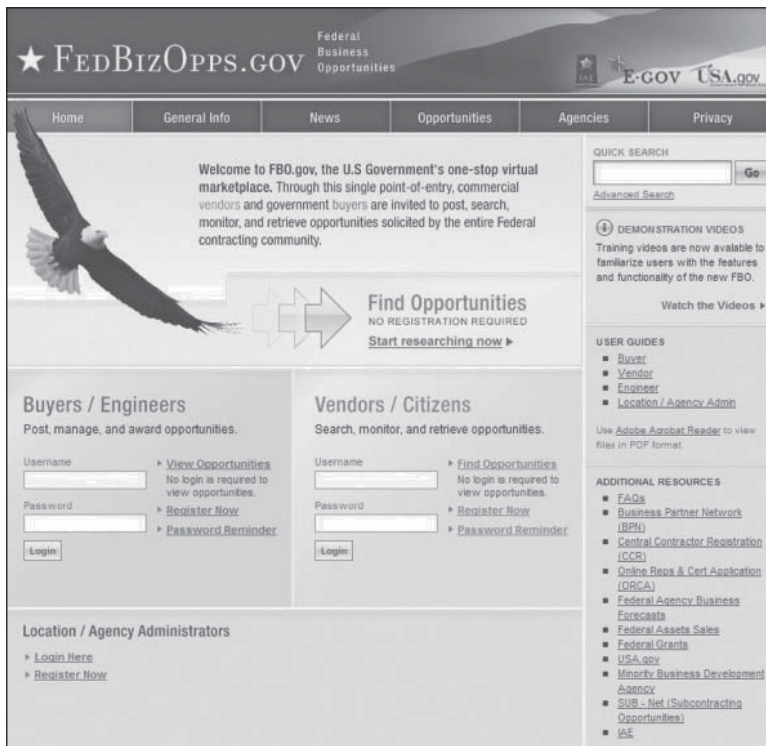 ★ FEDBIZOPPS.GOV
Federal
Business
Opportunities
IAE
E-GOV
USA.gov
Home
General Info
News
Opportunities
Agencies
Privacy
Welcome to FBO.gov, the U.S Government's one-stop virtual
marketplace. Through this single point-of-entry, commercial
vendors and government buyers are invited to post, search,
monitor, and retrieve opportunities solicited by the entire Federal
contracting community.
Find Opportunities
NO REGISTRATION REQUIRED
Start researching now
Buyers / Engineers
Post, manage, and award opportunities.
Username
Password
Login
View Opportunities
No login is required to
view opportunities.
Register Now
Password Reminder
Vendors / Citizens
Search, monitor, and retrieve opportunities.
Username
Password
Login
Find Opportunities
No login is required to
view opportunities.
Register Now
Password Reminder
Location / Agency Administrators
Login Here
Register Now
QUICK SEARCH
Go
Advanced Search
DEMONSTRATION VIDEOS
Training videos are now avalable to
familiarize users with the features
and functionality of the new FBO.
Watch the Videos
USER GUIDES
Buyer
Vendor
Engineer
Location / Agency Admin
Use Adobe Acrobat Reader to view
files in PDF format.
ADDITIONAL RESOURCES
FAQs
Business Partner Network
(BPN)
Central Contractor Registration
(CCR)
Online Reps & Cert Application
(ORCA)
Federal Agency Business
Forecasts
Federal Assets Sales
Federal Grants
USA.gov
Minority Business Development
Agency
SUB - Net (Subcontracting
Opportunities)
IAE